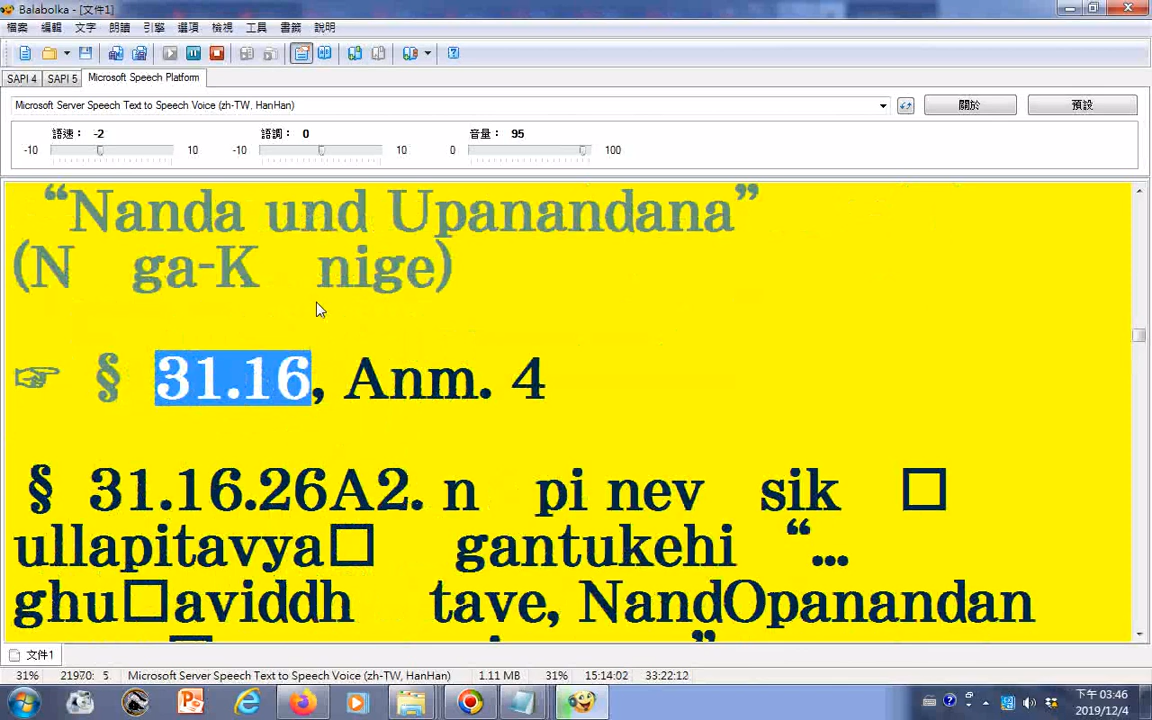 Balabolka - [文件1]
檔案 編輯 文字 朗讀 引擎 選項 檢視 工具 書籤 說明
SAPI 4 SAPI 5 Microsoft Speech Platform
Microsoft Server Speech Text to Speech Voice (zh-TW, HanHan) 關於 預設
語速： -2 語調： 0 音量： 95
-10 10 -10 10 0 100
“Nanda und Upanandana”
(N ga-K nige)
☞ § 31.16, Anm. 4
§ 31.16.26A2. n pi nev sik □
ullapitavya□ gantukehi “...
ghu□aviddh tave, NandOpanandan
文件1
31% 21970: 5 Microsoft Server Speech Text to Speech Voice (zh-TW, HanHan) 1.11 MB 31% 15:14:02 33:22:12
下午 03:46
2019/12/4